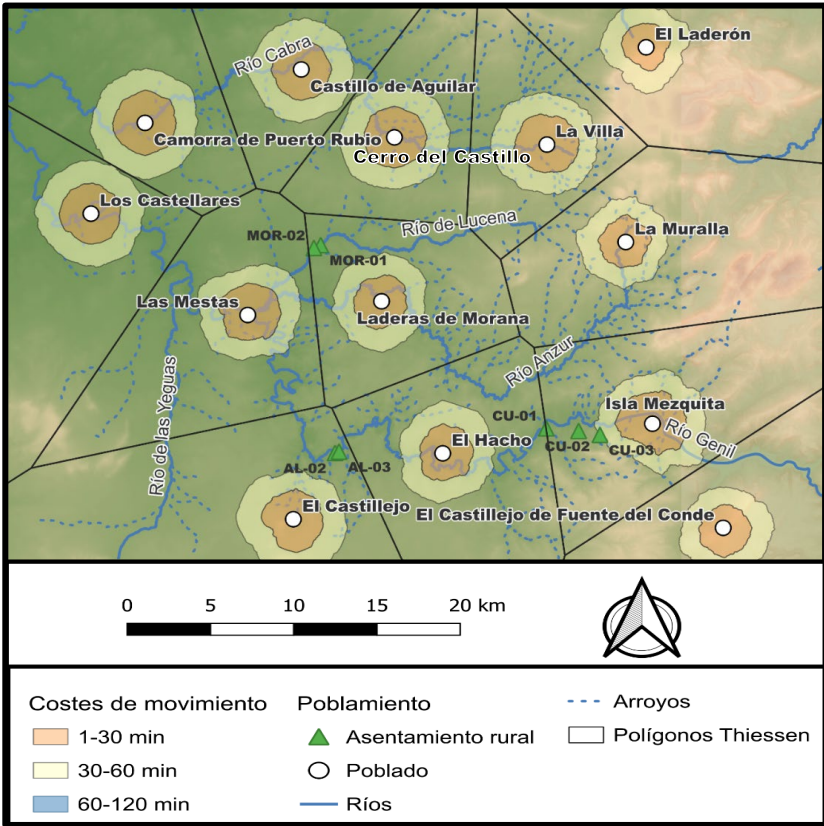 El Laderón
Río Cabra
Castillo de Aguilar
La Villa
Camorra de Puerto Rubio
Cerro del Castillo
Los Castellares
Río de Lucena
MOR-02
La Muralla
MOR-01
Las Mestas
Laderas de Morana
Río Anzur
Río de las Yeguas
Isla Mezquita
CU-01
Río Genil
El Hacho
CU-02
CU-03
AL-02
AL-03
El Castillejo
El Castillejo de Fuente del Conde
0 5 10 15 20 km
Costes de movimiento
1-30 min
30-60 min
60-120 min
Poblamiento
Asentamiento rural
Poblado
Ríos
Arroyos
Polígonos Thiessen